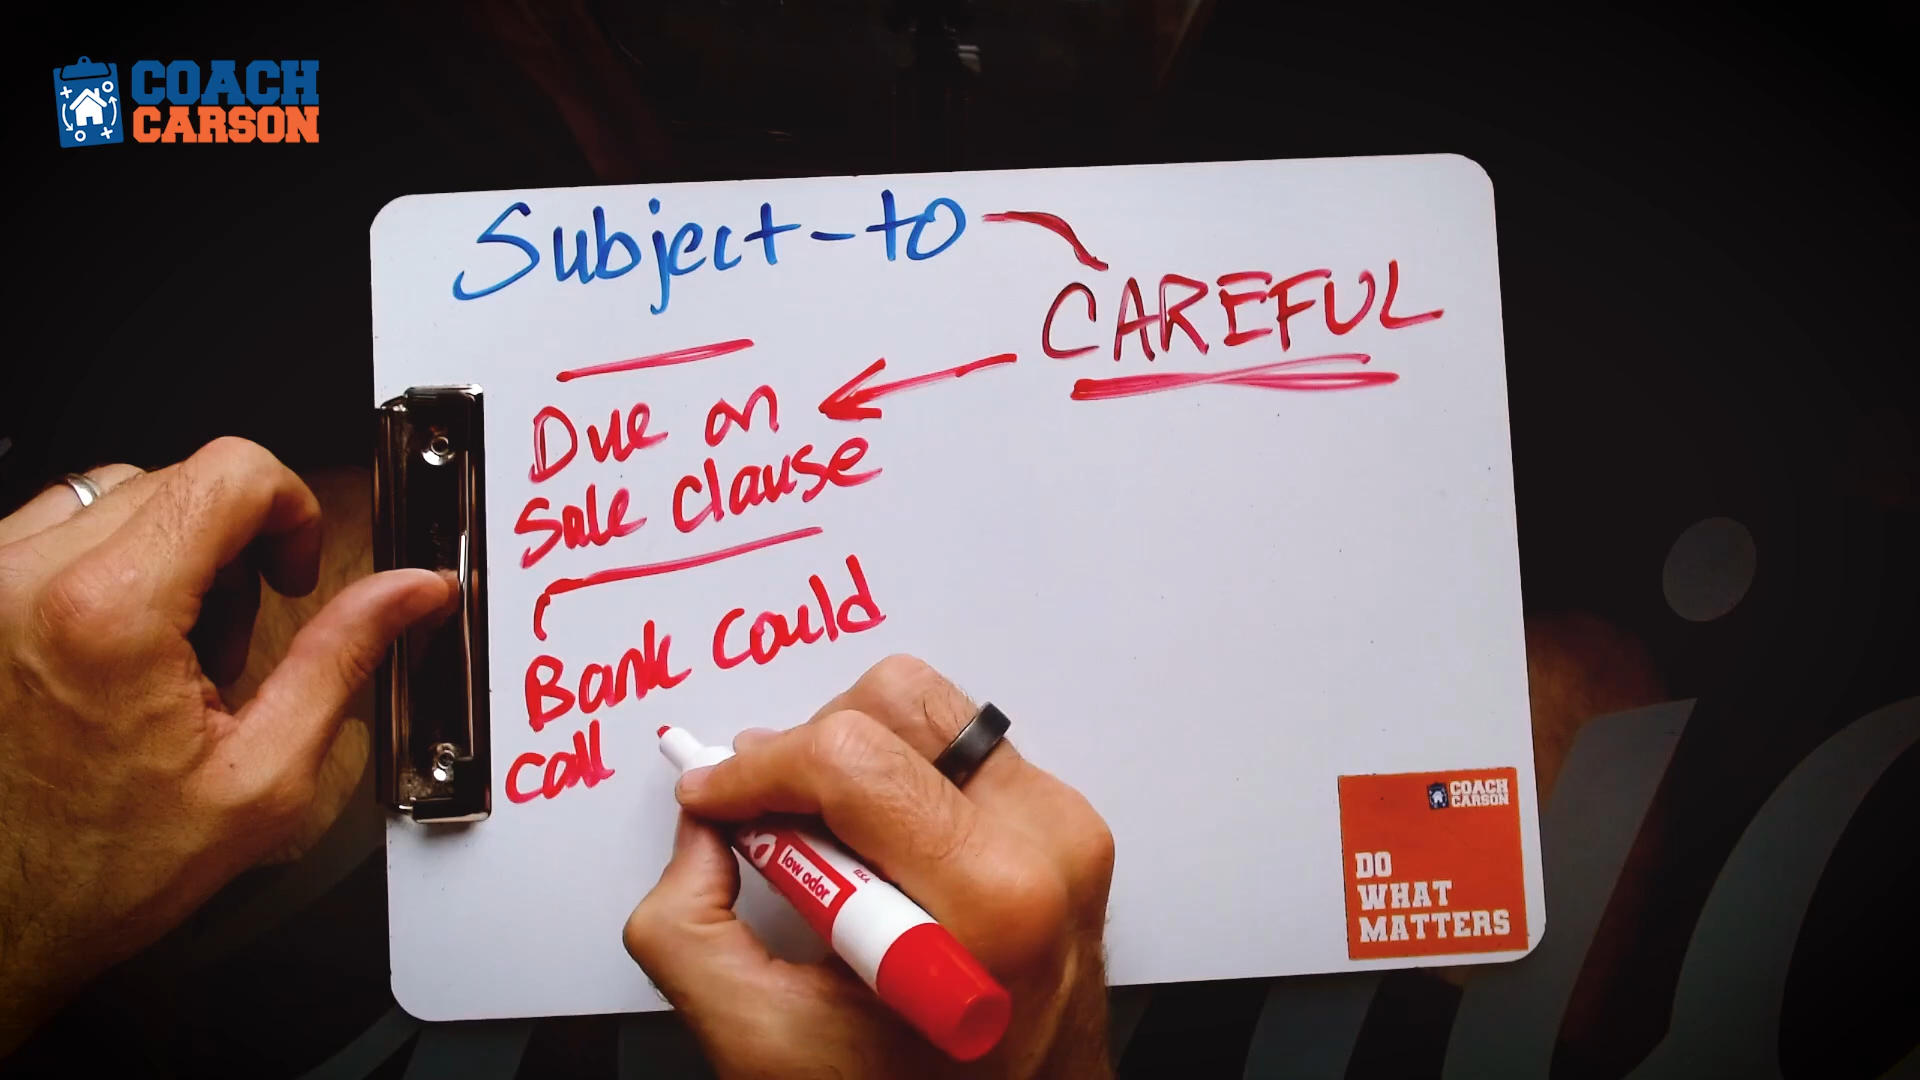 COACH
CARSON
Subject-to
CAREFUL
Due on
Sale clause
Bank could
call
low odor
USA
COACH
CARSON
DO
WHAT
MATTERS